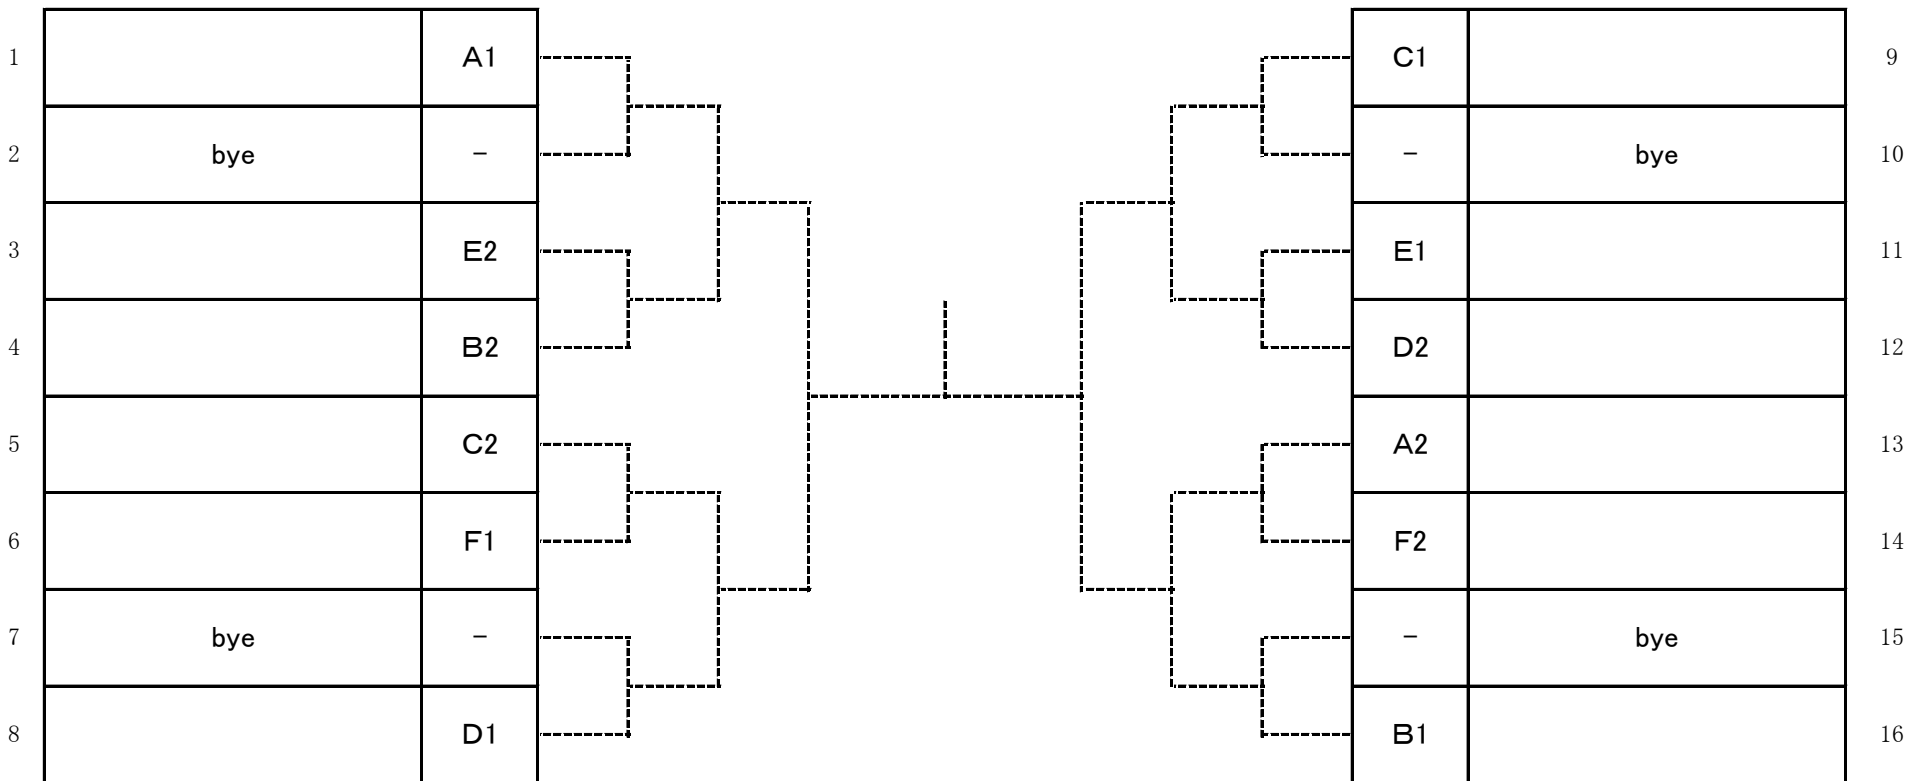 1 A1 C1 9
2 bye - - bye 10
3 E2 E1 11
4 B2 D2 12
5 C2 A2 13
6 F1 F2 14
7 bye - - bye 15
8 D1 B1 16